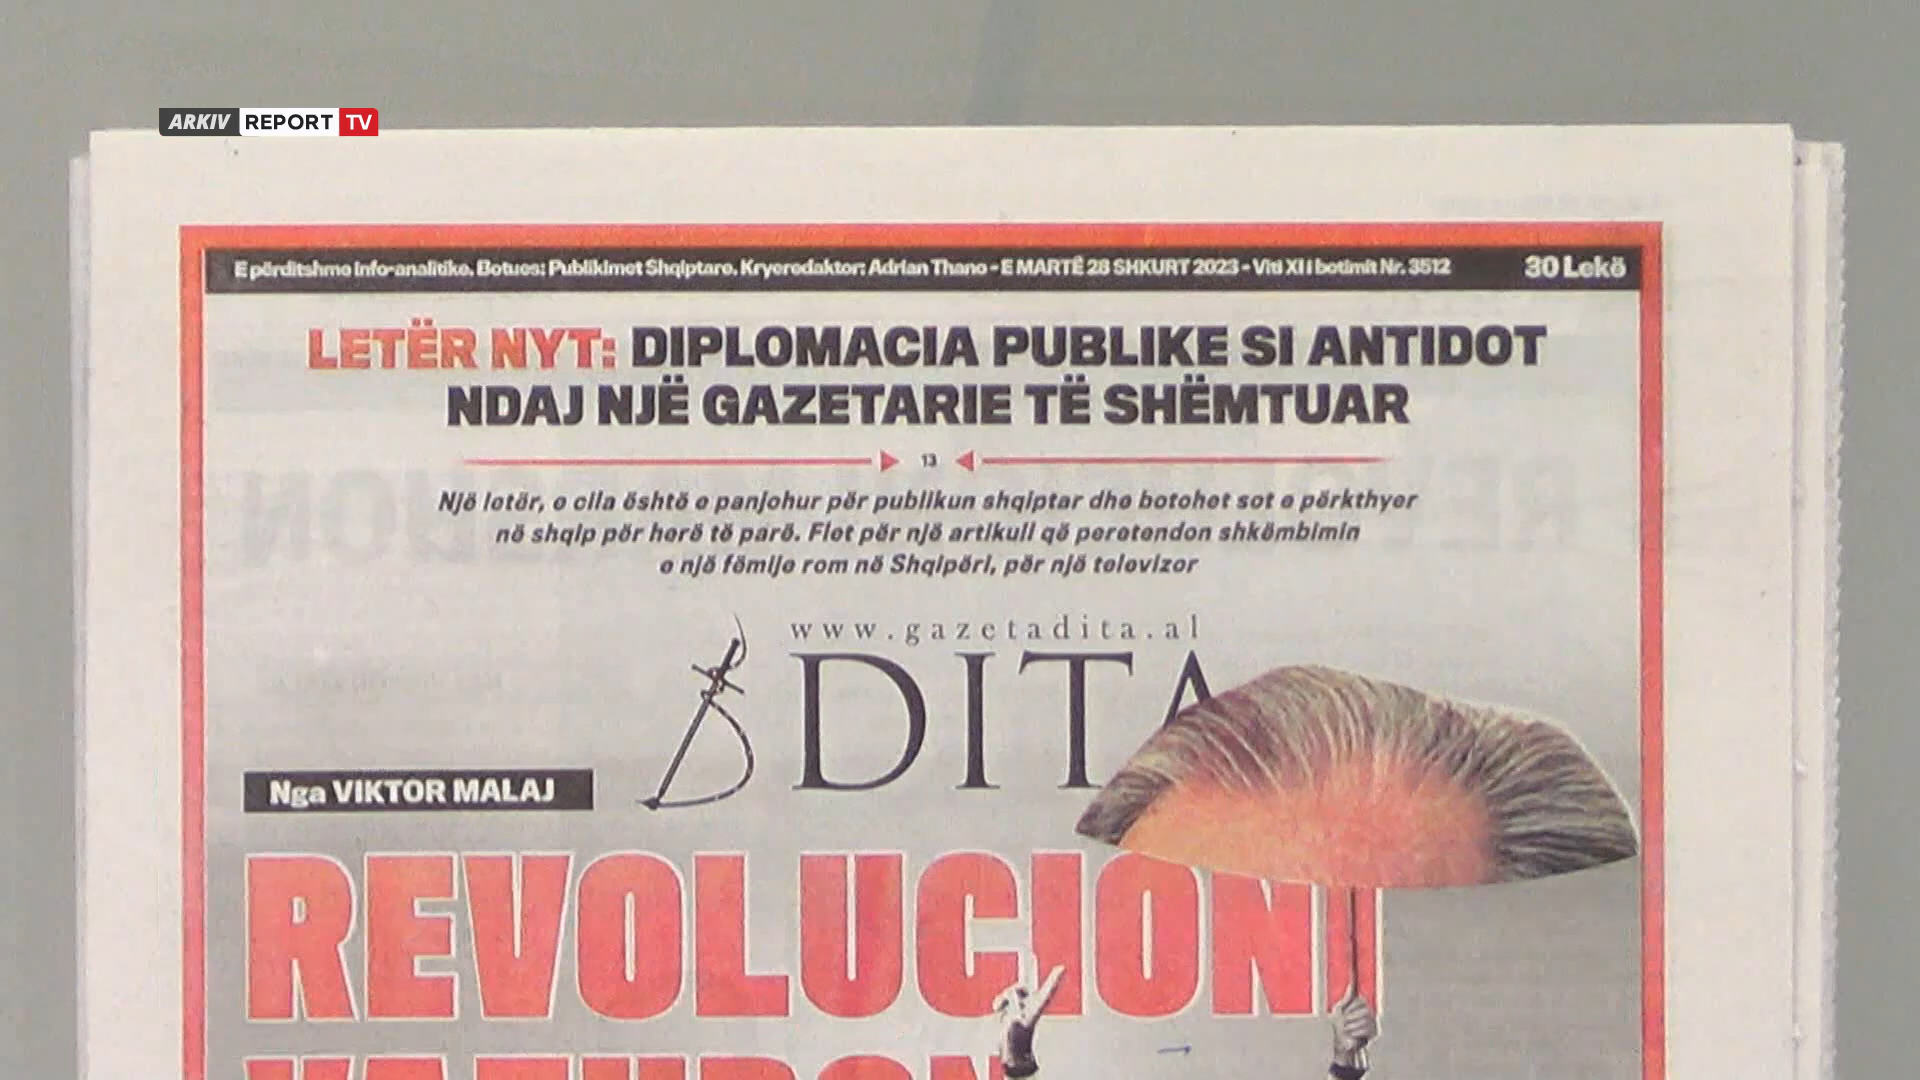 ARKIV REPORT TV
E përditshme info-analitike. Botues: Publikimet Shqiptare. Kryeredaktor: Adrian Thano - E MARTË 28 SHKURT 2023 - Viti XI i botimit Nr. 3512 30 Lekë
LETËR NYT: DIPLOMACIA PUBLIKE SI ANTIDOT
NDAJ NJË GAZETARIE TË SHËMTUAR
13
Një letër, e cila është e panjohur për publikun shqiptar dhe botohet sot e përkthyer
në shqip për herë të parë. Flet për një artikull që peretendon shkëmbimin
e një fëmije rom në Shqipëri, për një televizor
www.gazetadita.al
DITA
Nga VIKTOR MALAJ
REVOLUCIONI